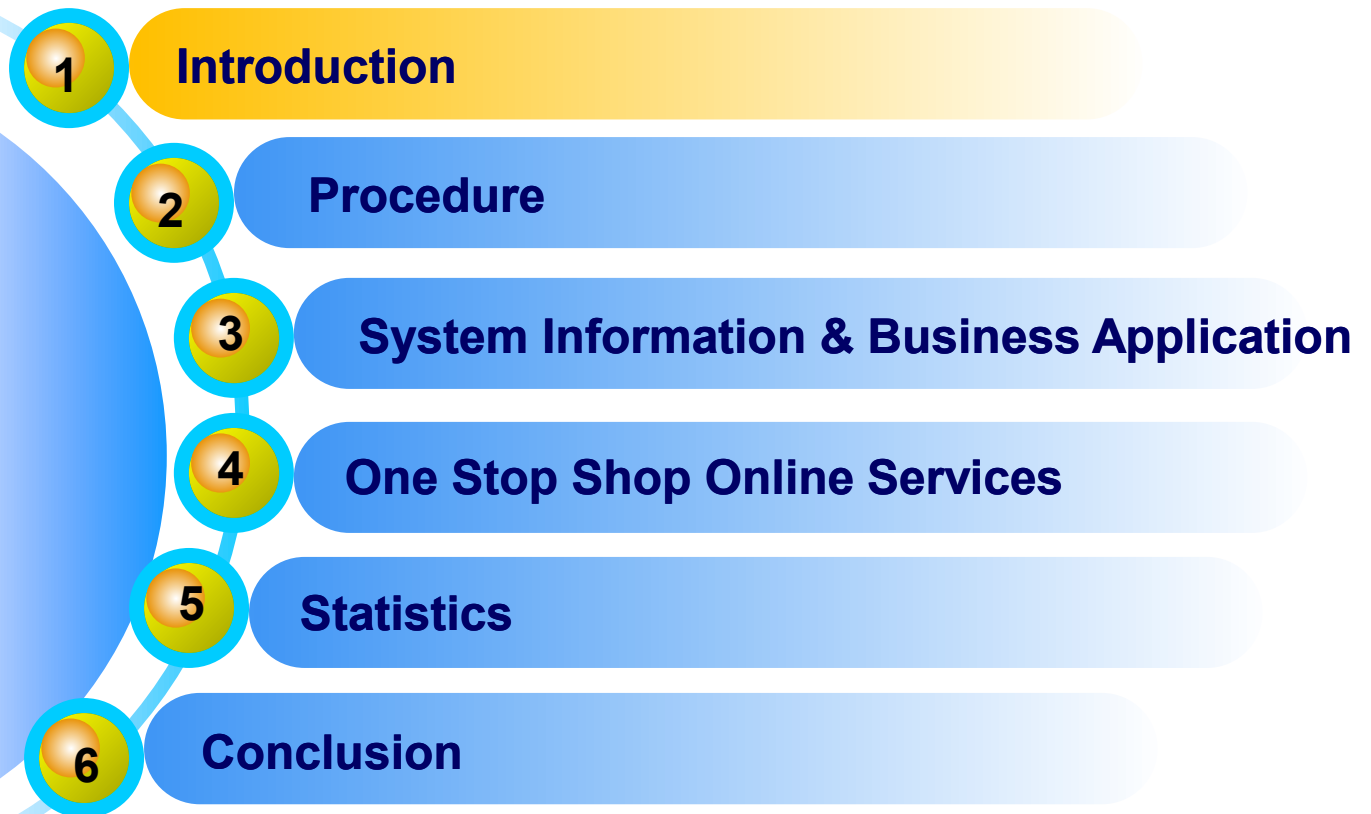 1 Introduction
2 Procedure
3 System Information & Business Application
4 One Stop Shop Online Services
5 Statistics
6 Conclusion